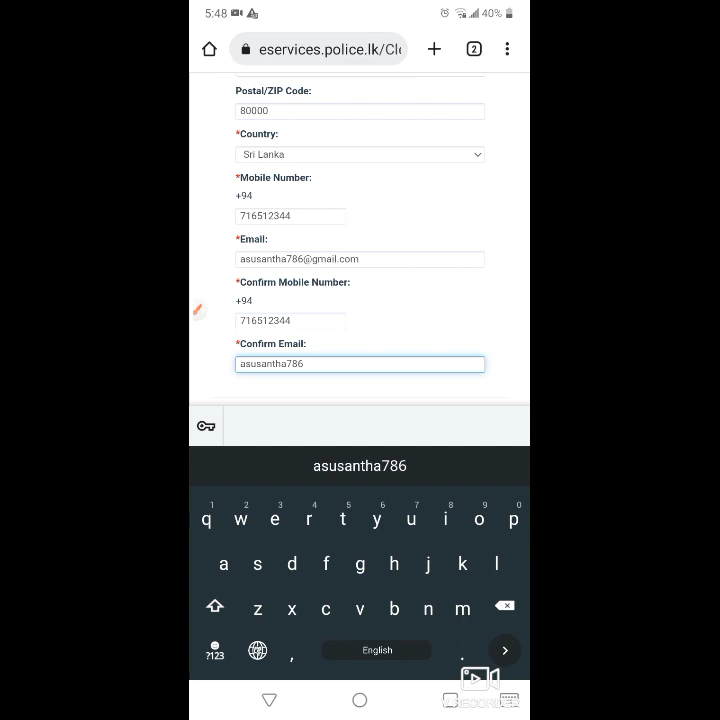 5:48 40%
eservices.police.lk/Cl 2
Postal/ZIP Code:
80000
*Country:
Sri Lanka
*Mobile Number:
+94
716512344
*Email:
asusantha786@gmail.com
*Confirm Mobile Number:
+94
716512344
*Confirm Email:
asusantha786
asusantha786
1 2 3 4 5 6 7 8 9 0
q w e r t y u i o p
a s d f g h j k l
z x c v b n m
?123 , English .
V RECORDER